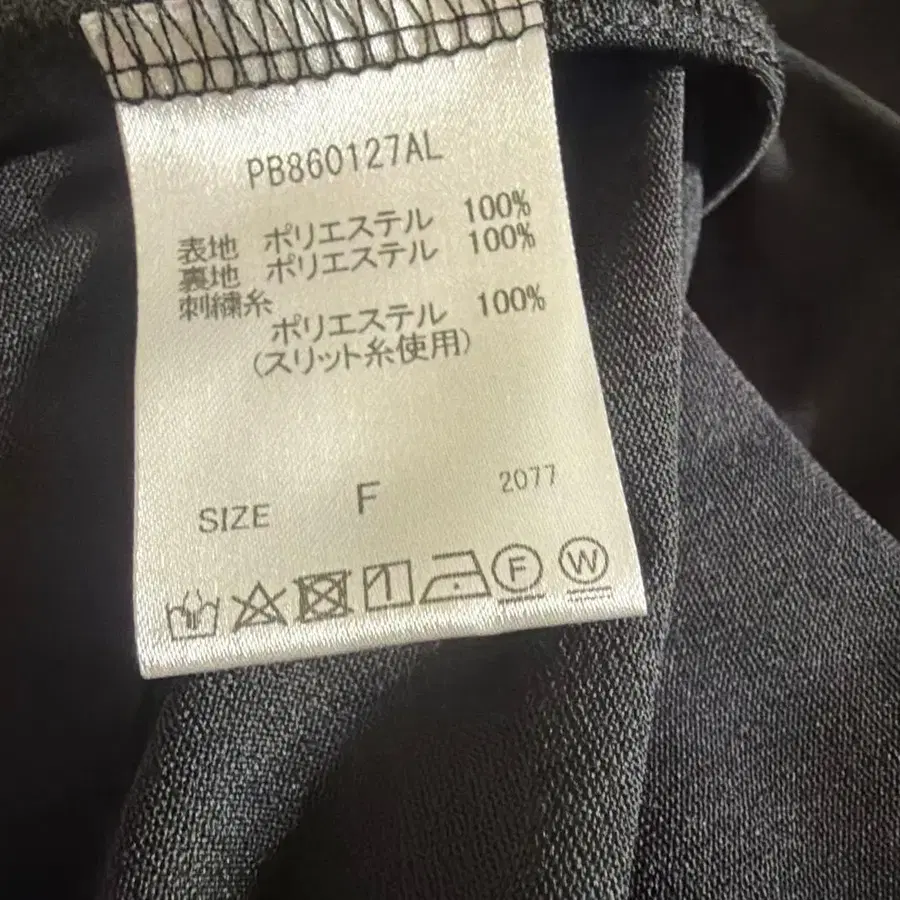 PB860127AL
表地 ポリエステル 100%
裏地 ポリエステル 100%
刺繍糸
ポリエステル 100%
(スリット糸使用)
SIZE F 2077
F W